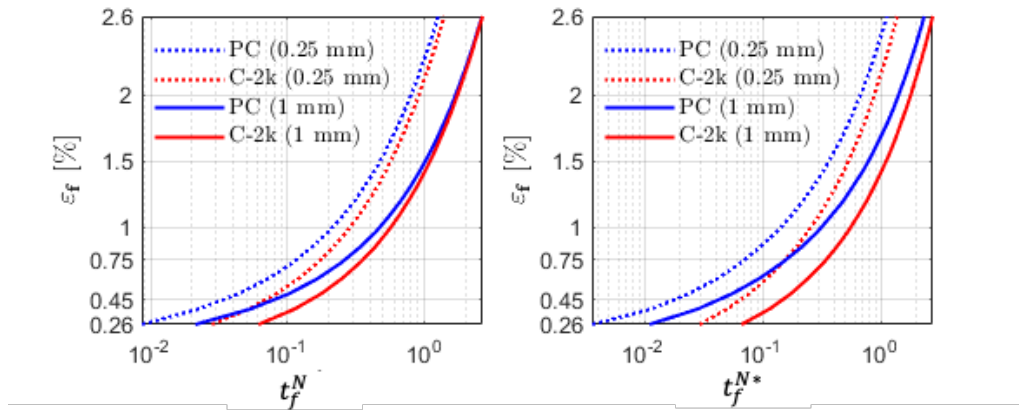 2.6
2
1.5
1
0.75
0.45
0.26
ε_f [%]
PC (0.25 mm)
C-2k (0.25 mm)
PC (1 mm)
C-2k (1 mm)
10^-2
10^-1
10^0
t_f^N
2.6
2
1.5
1
0.75
0.45
0.26
ε_f [%]
PC (0.25 mm)
C-2k (0.25 mm)
PC (1 mm)
C-2k (1 mm)
10^-2
10^-1
10^0
t_f^N*